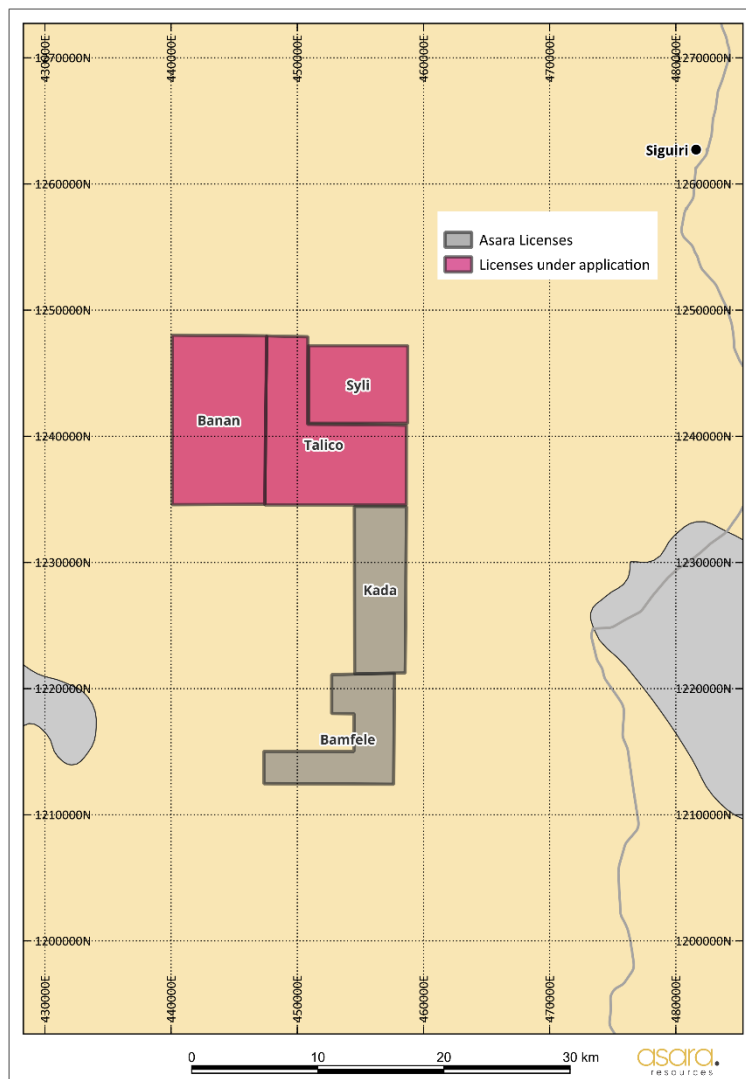 430000E
440000E
450000E
460000E
470000E
480000E
1270000N
1270000N
Siguiri
1260000N
1260000N
Asara Licenses
Licenses under application
1250000N
1250000N
Syli
Banan
1240000N
Talico
1240000N
1230000N
Kada
1230000N
1220000N
1220000N
Bamfele
1210000N
1210000N
1200000N
1200000N
430000E
440000E
450000E
460000E
470000E
480000E
0 10 20 30 km
asara.
resources